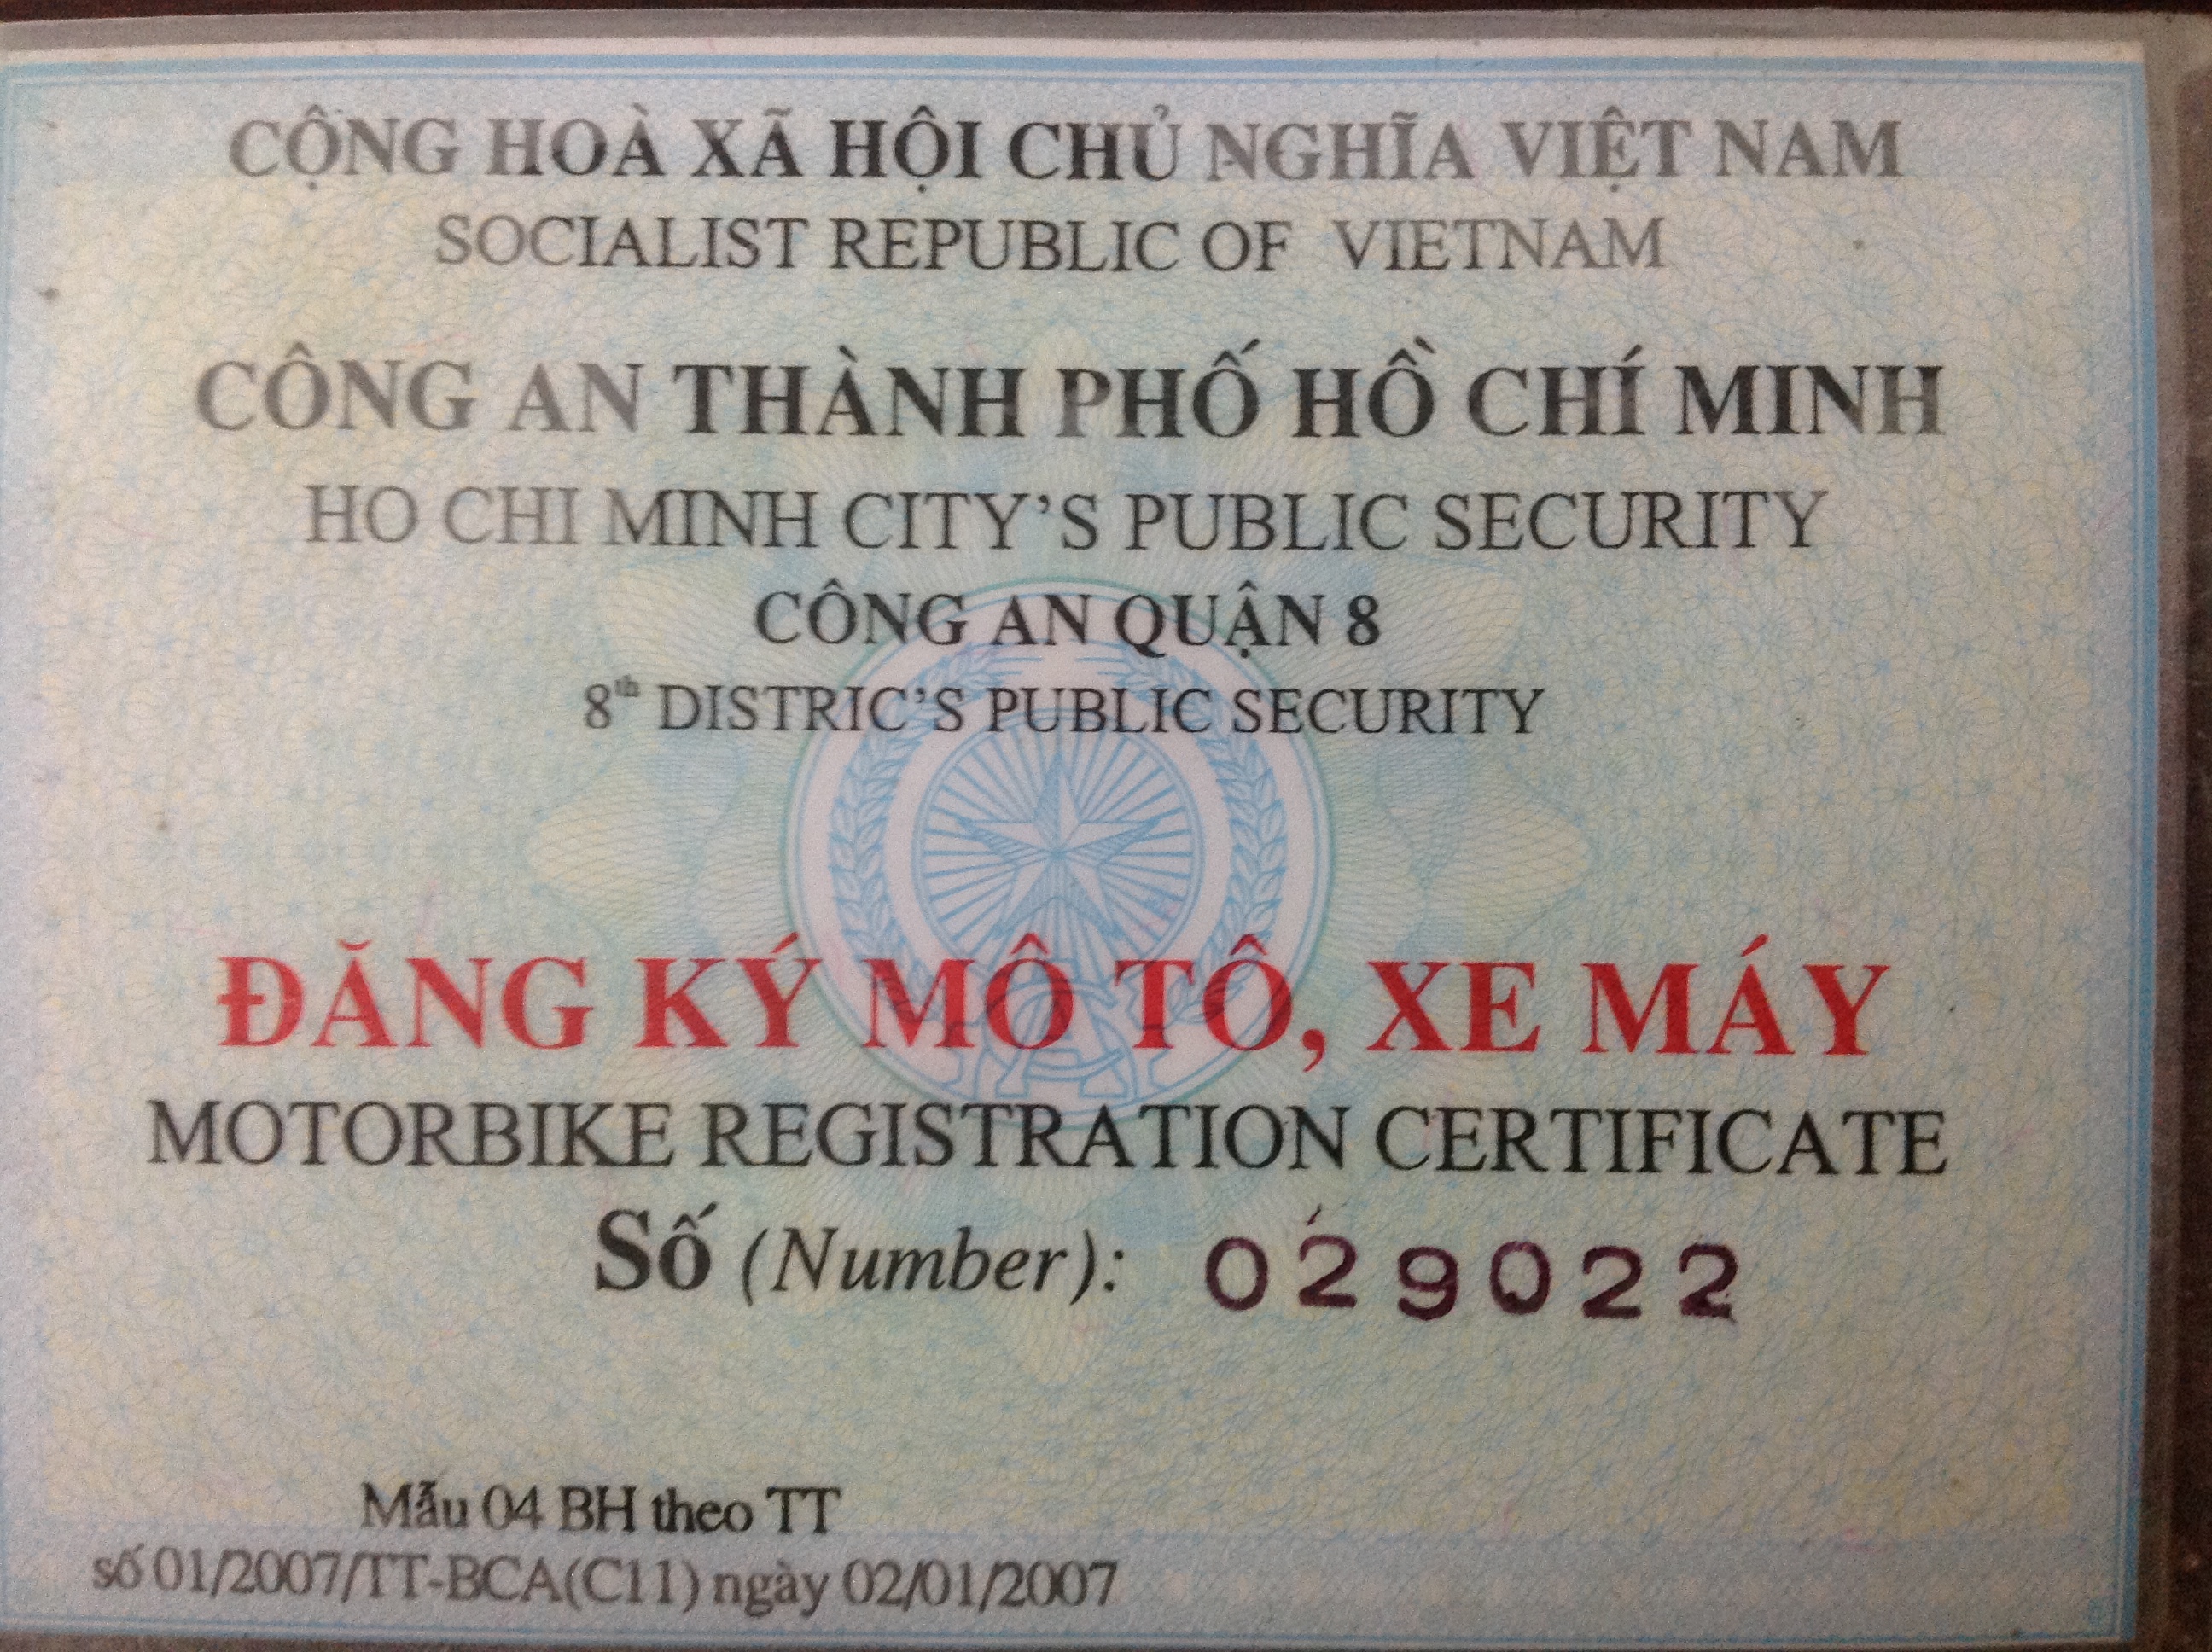 CỘNG HOÀ XÃ HỘI CHỦ NGHĨA VIỆT NAM
SOCIALIST REPUBLIC OF VIETNAM
CÔNG AN THÀNH PHỐ HỒ CHÍ MINH
HO CHI MINH CITY’S PUBLIC SECURITY
CÔNG AN QUẬN 8
8th DISTRIC’S PUBLIC SECURITY
ĐĂNG KÝ MÔ TÔ, XE MÁY
MOTORBIKE REGISTRATION CERTIFICATE
Số (Number): 029022
Mẫu 04 BH theo TT
số 01/2007/TT-BCA(C11) ngày 02/01/2007